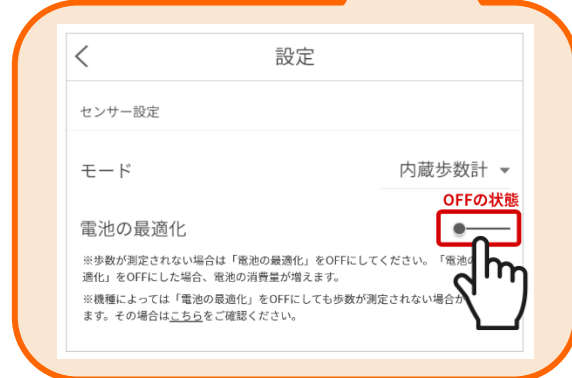 設定
センサー設定
モード
内蔵歩数計
OFFの状態
電池の最適化
※歩数が測定されない場合は「電池の最適化」をOFFにしてください。「電池の
適化」をOFFにした場合、電池の消費量が増えます。
※機種によっては「電池の最適化」をOFFにしても歩数が測定されない場合が
ます。その場合はこちらをご確認ください。